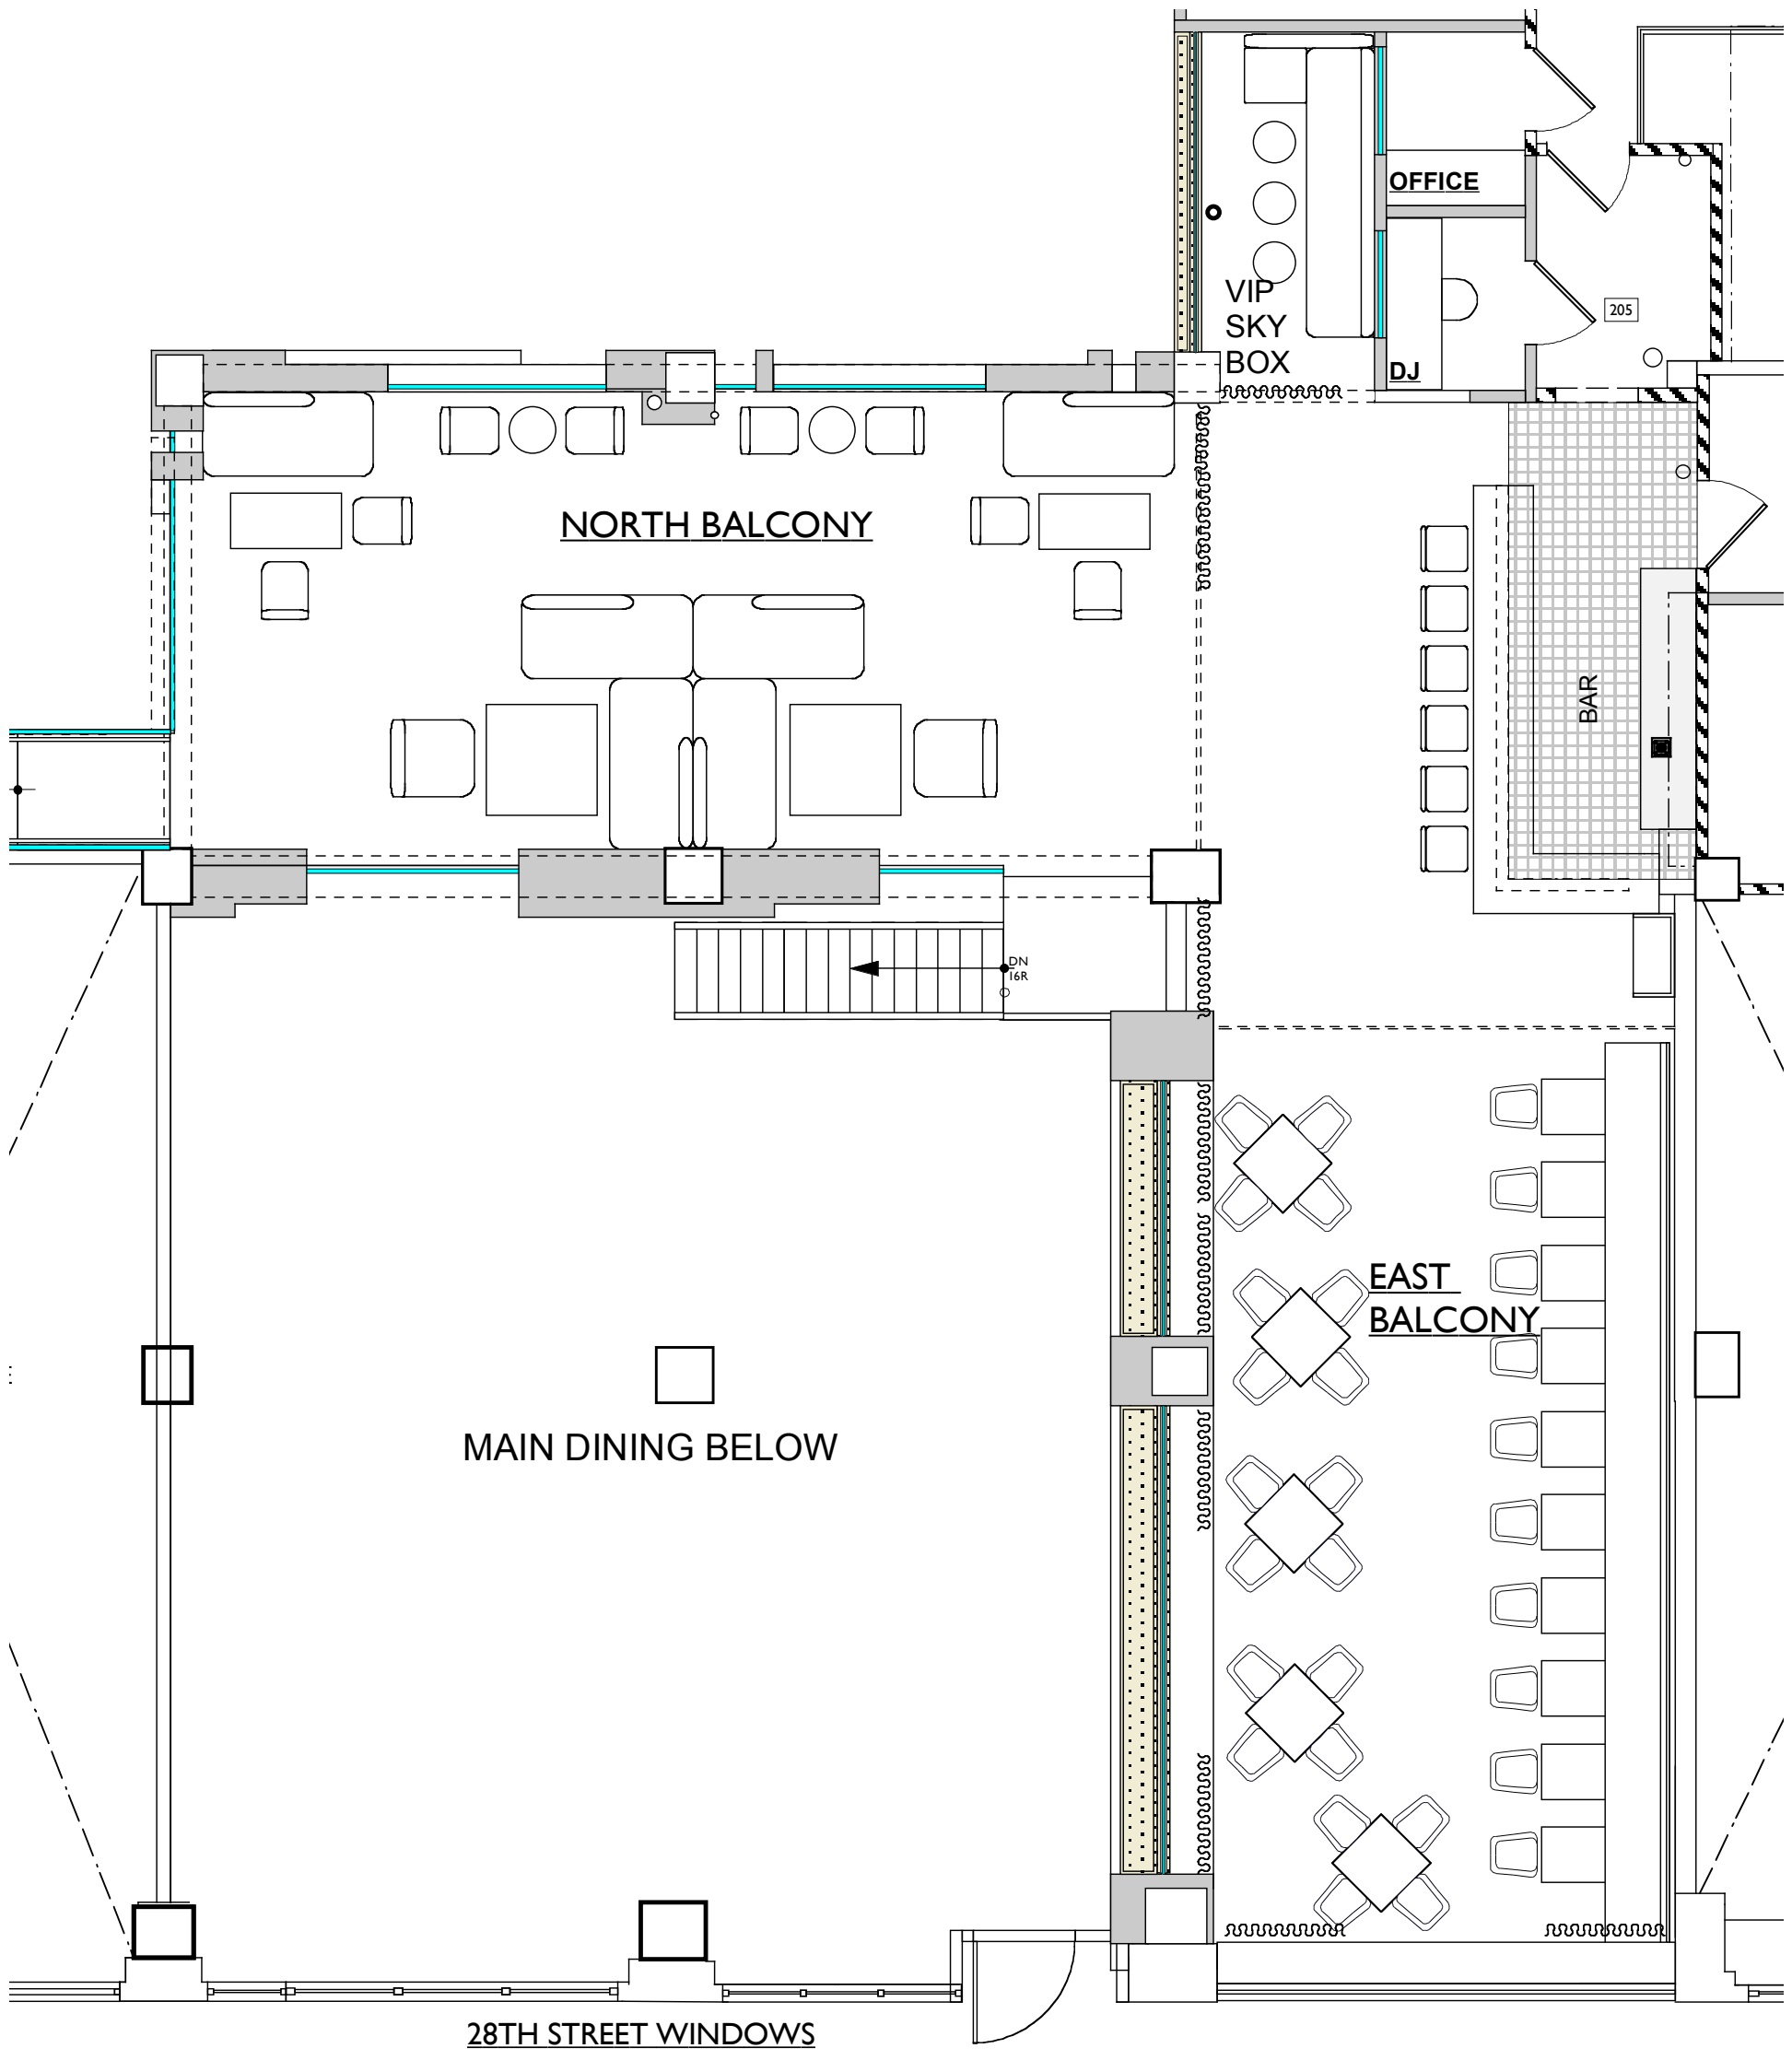 OFFICE
VIP
SKY
BOX
205
DJ
NORTH BALCONY
BAR
DN
16R
EAST
BALCONY
MAIN DINING BELOW
28TH STREET WINDOWS